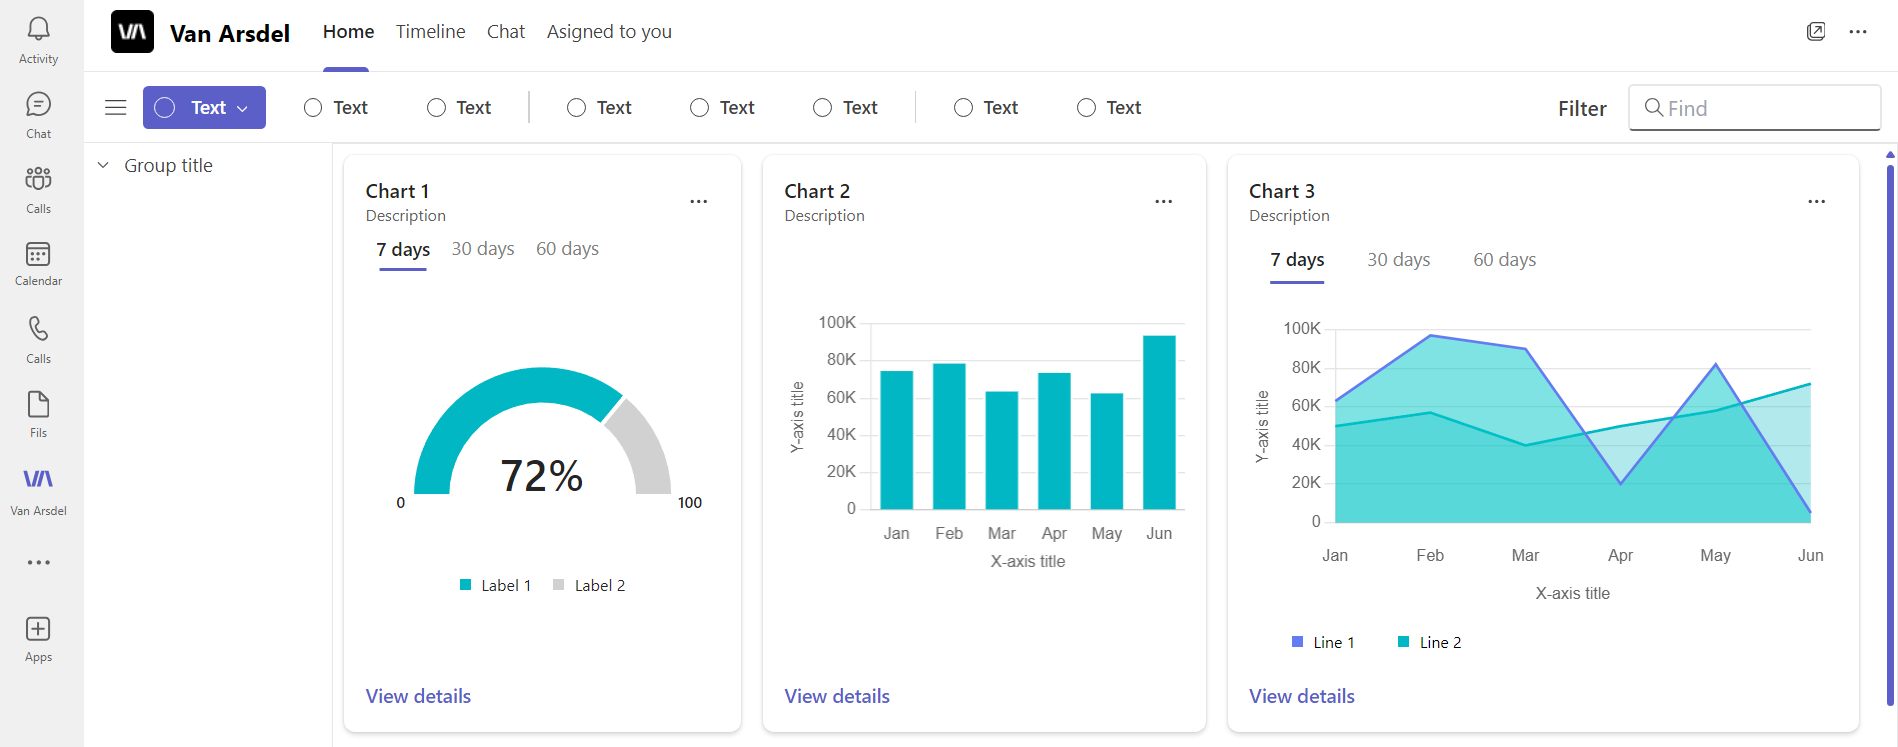 Activity
Chat
Calls
Calendar
Calls
Fils
Van Arsdel
Apps
VA Van Arsdel Home Timeline Chat Asigned to you
Text Text Text Text Text Text Text Text Filter Find
Group title
Chart 1
Description
7 days 30 days 60 days
72%
0 100
Label 1 Label 2
View details
Chart 2
Description
100K
80K
60K
40K
20K
0
Y-axis title
Jan Feb Mar Apr May Jun
X-axis title
View details
Chart 3
Description
7 days 30 days 60 days
100K
80K
60K
40K
20K
0
Y-axis title
Jan Feb Mar Apr May Jun
X-axis title
Line 1 Line 2
View details